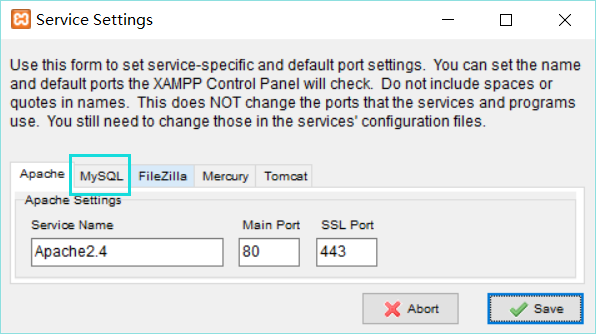 Service Settings
Use this form to set service-specific and default port settings. You can set the name
and default ports the XAMPP Control Panel will check. Do not include spaces or
quotes in names. This does NOT change the ports that the services and programs
use. You still need to change those in the services' configuration files.
Apache MySQL FileZilla Mercury Tomcat
Apache Settings
Service Name Main Port SSL Port
Apache2.4 80 443
Abort Save